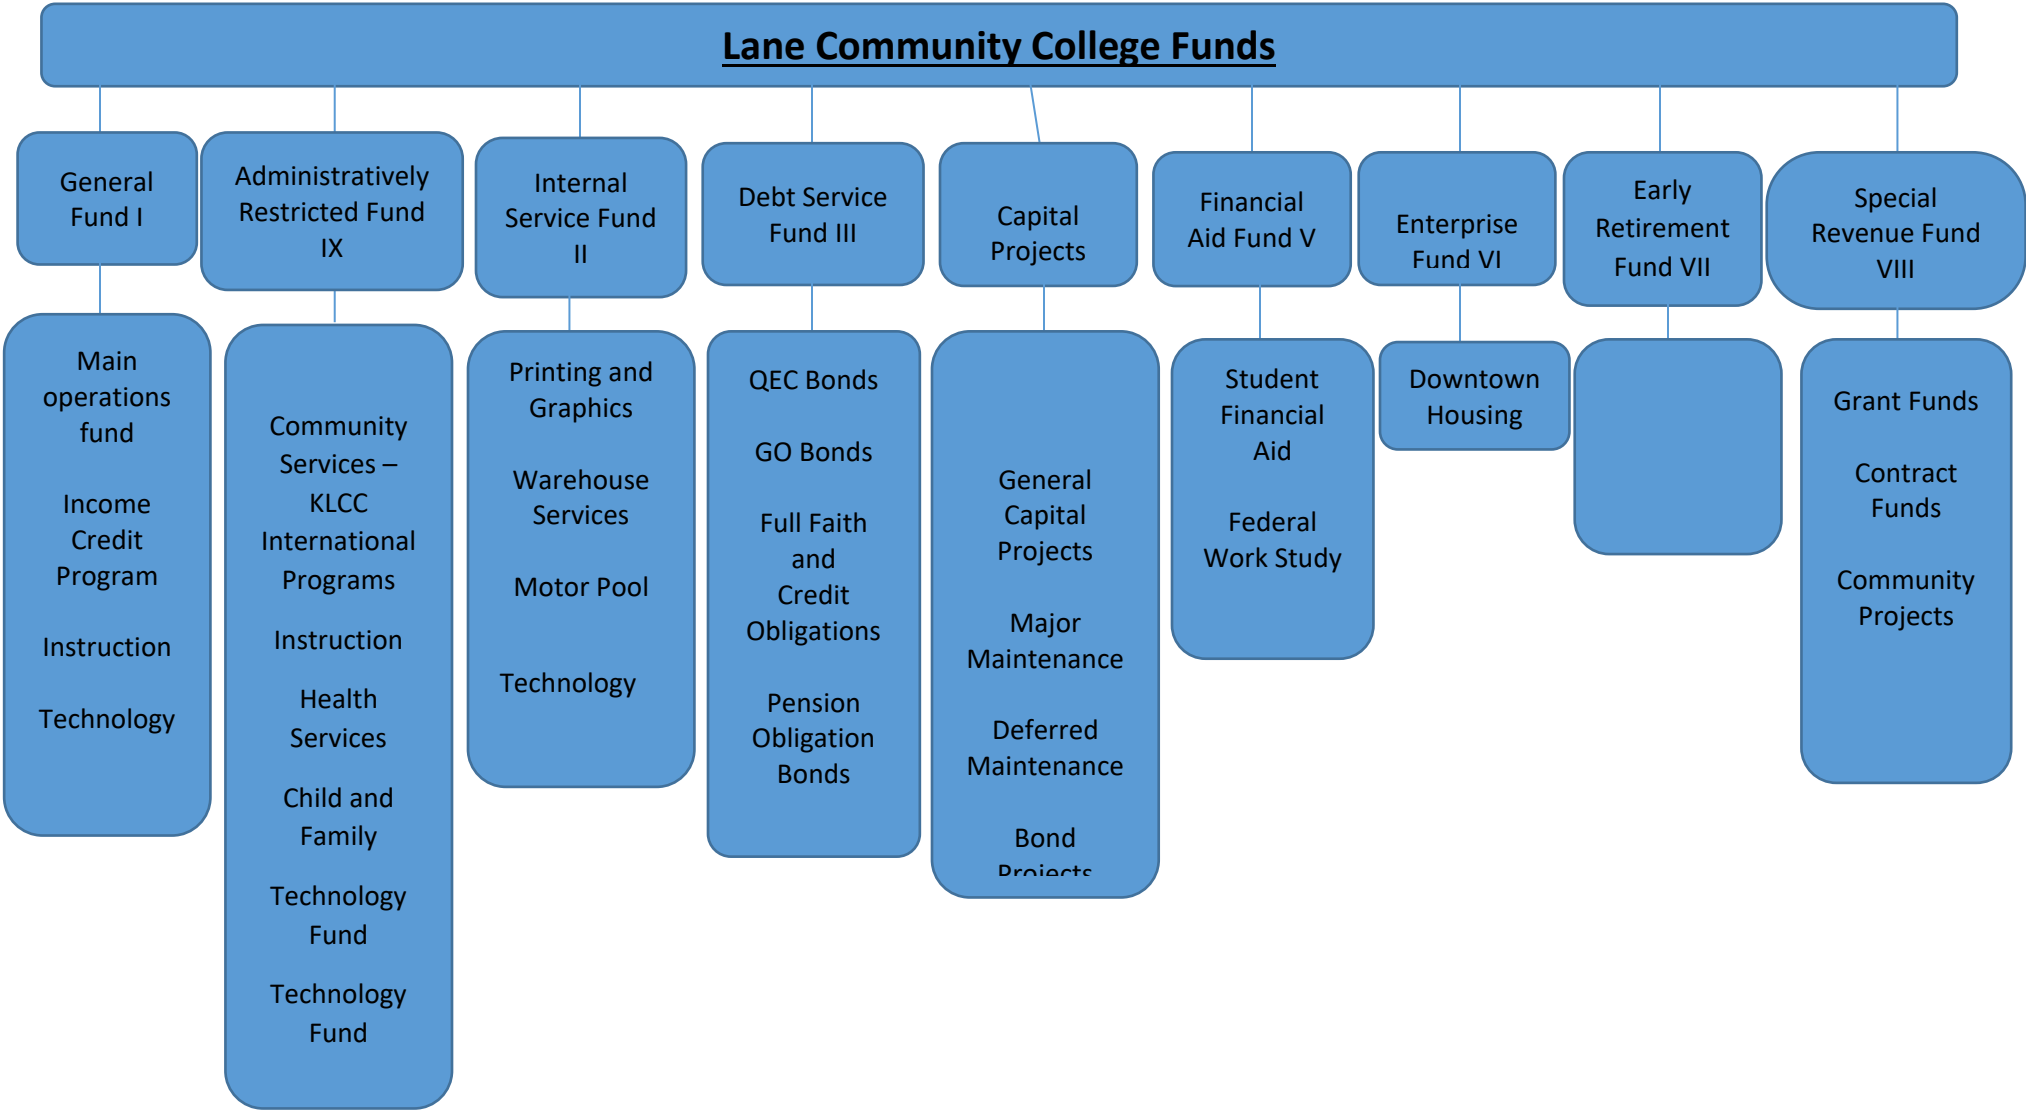 Lane Community College Funds
General
Fund I
Administratively
Restricted Fund
IX
Internal
Service Fund
II
Debt Service
Fund III
Capital
Projects
Financial
Aid Fund V
Enterprise
Fund VI
Early
Retirement
Fund VII
Special
Revenue Fund
VIII
Main
operations
fund
Income
Credit
Program
Instruction
Technology
Community
Services –
KLCC
International
Programs
Instruction
Health
Services
Child and
Family
Technology
Fund
Technology
Fund
Printing and
Graphics
Warehouse
Services
Motor Pool
Technology
QEC Bonds
GO Bonds
Full Faith
and
Credit
Obligations
Pension
Obligation
Bonds
General
Capital
Projects
Major
Maintenance
Deferred
Maintenance
Bond
Projects
Student
Financial
Aid
Federal
Work Study
Downtown
Housing
Grant Funds
Contract
Funds
Community
Projects